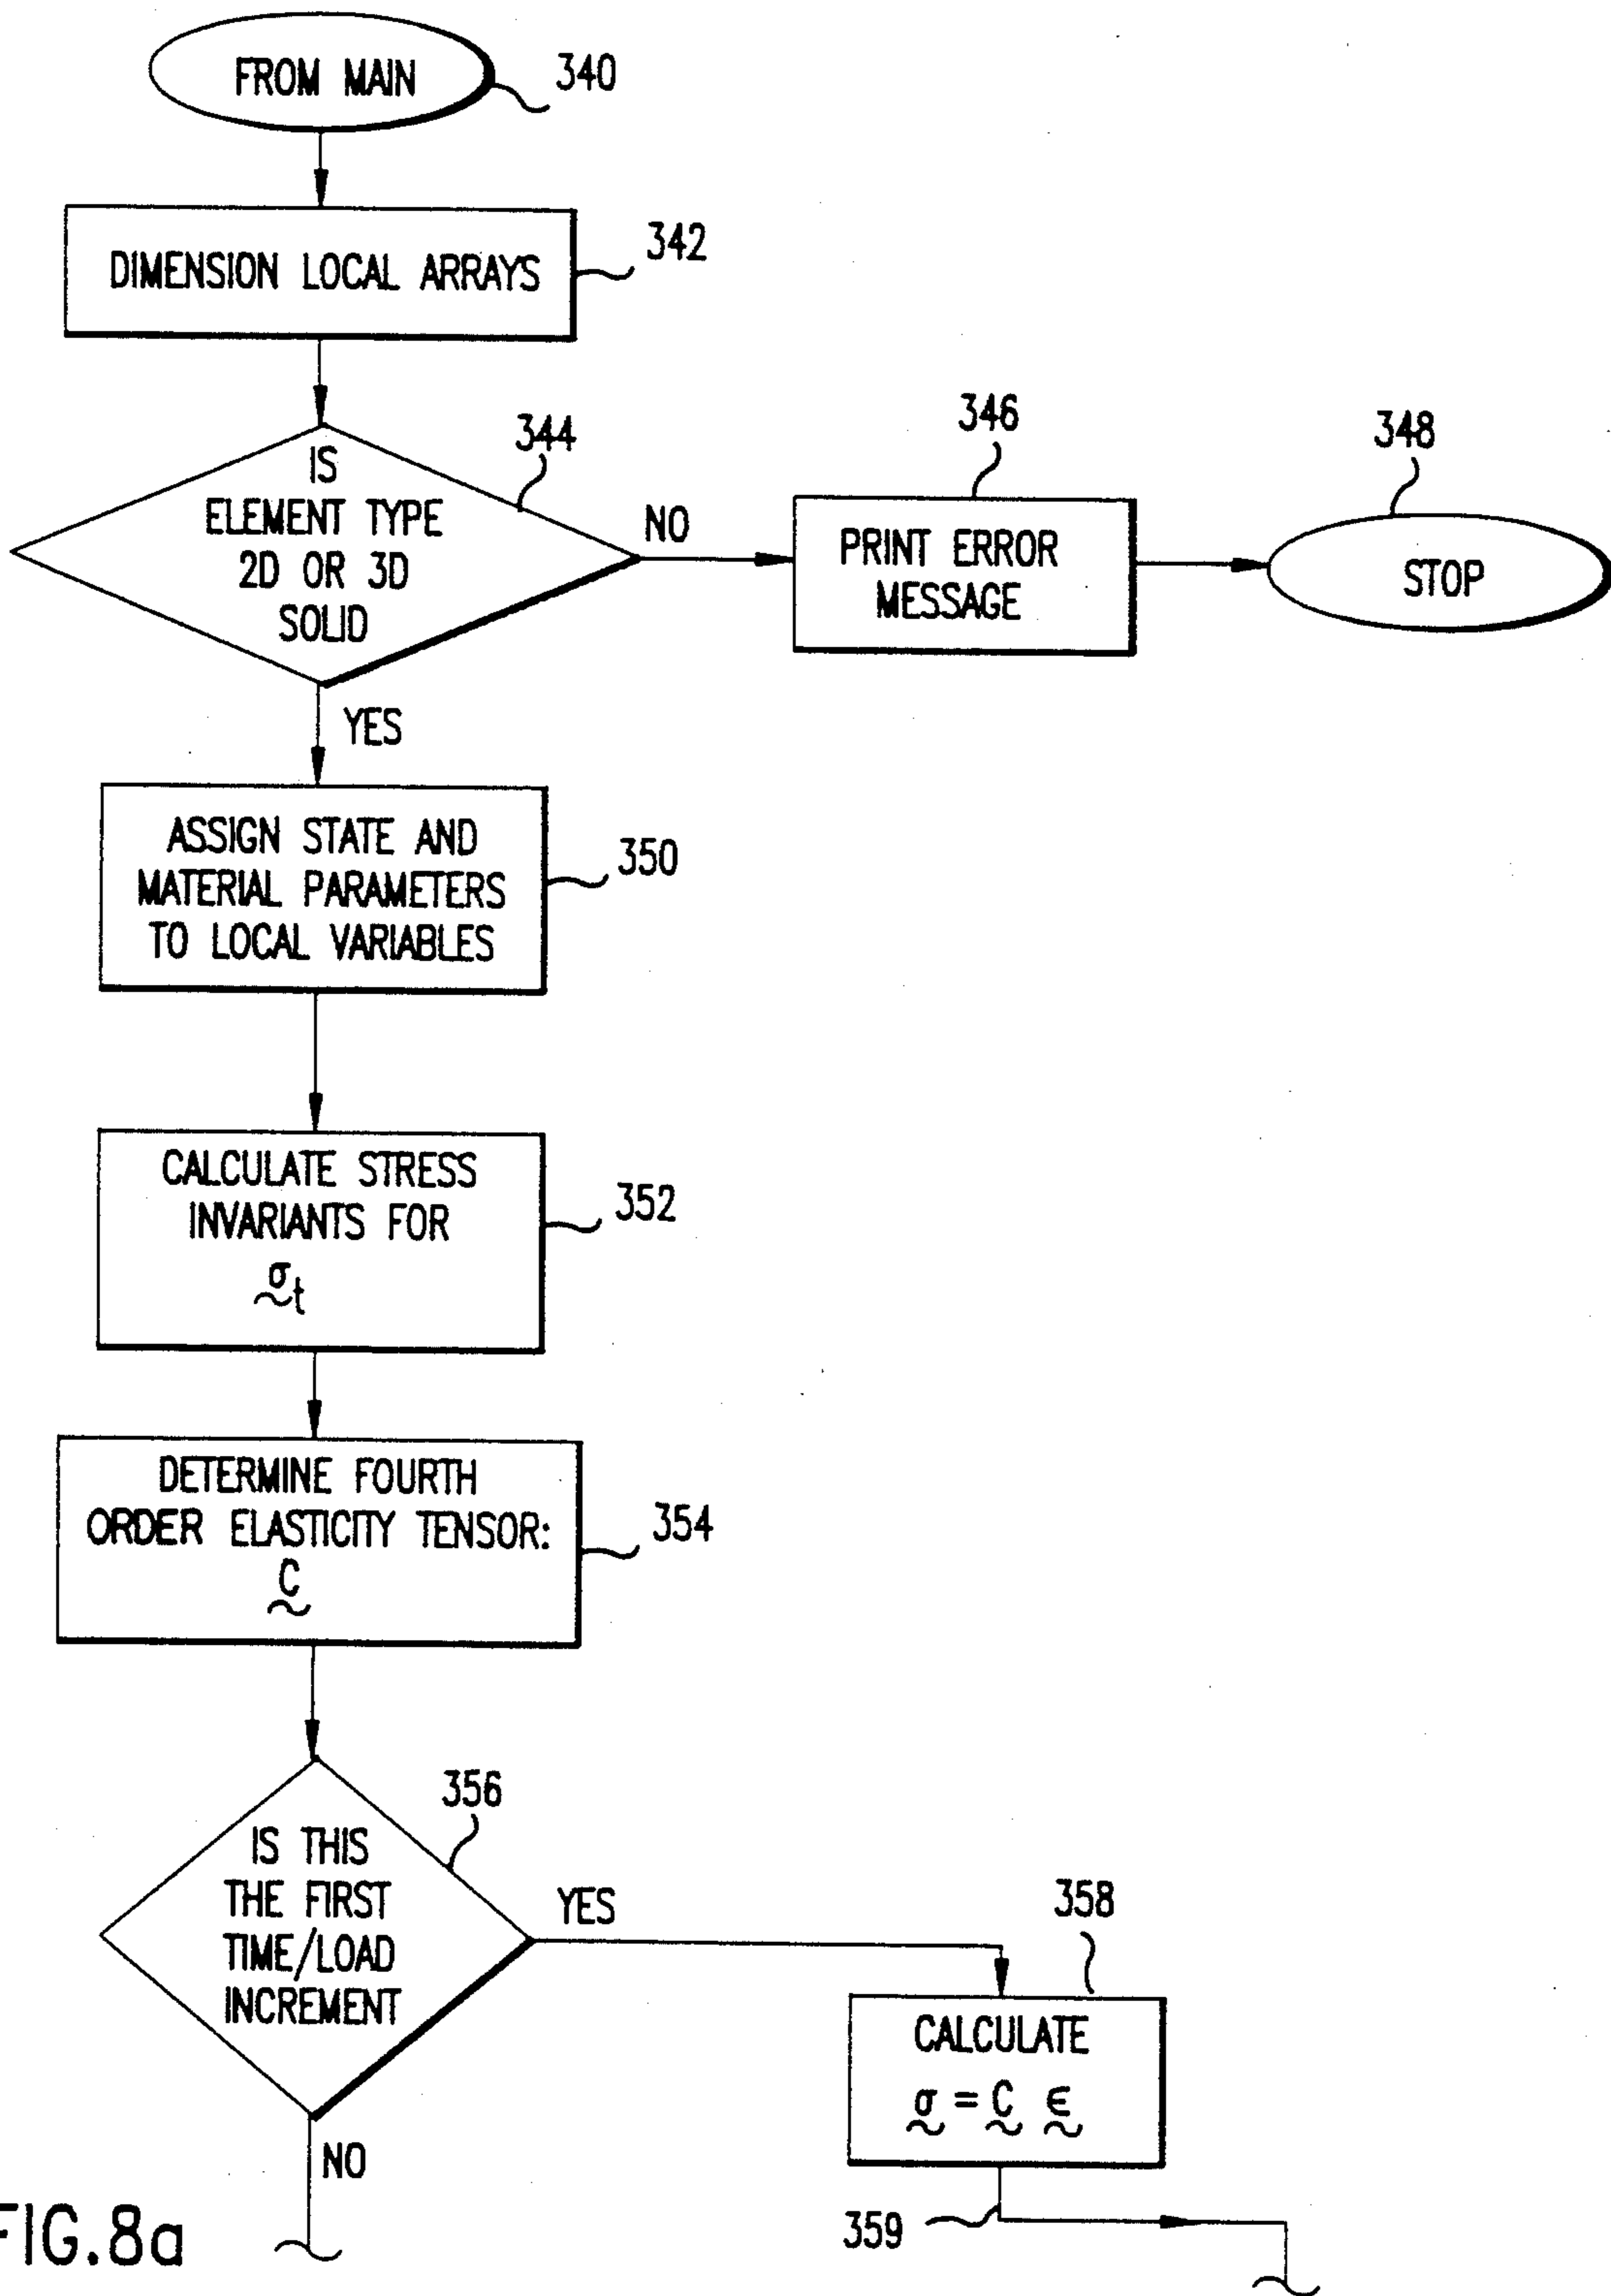 FROM MAIN
340
DIMENSION LOCAL ARRAYS
342
344
IS
ELEMENT TYPE
2D OR 3D
SOLID
NO
346
PRINT ERROR
MESSAGE
348
STOP
YES
ASSIGN STATE AND
MATERIAL PARAMETERS
TO LOCAL VARIABLES
350
CALCULATE STRESS
INVARIANTS FOR
σt
352
DETERMINE FOURTH
ORDER ELASTICITY TENSOR:
C
354
356
IS THIS
THE FIRST
TIME/LOAD
INCREMENT
YES
358
CALCULATE
σ = C ϵ
NO
359
FIG.8a